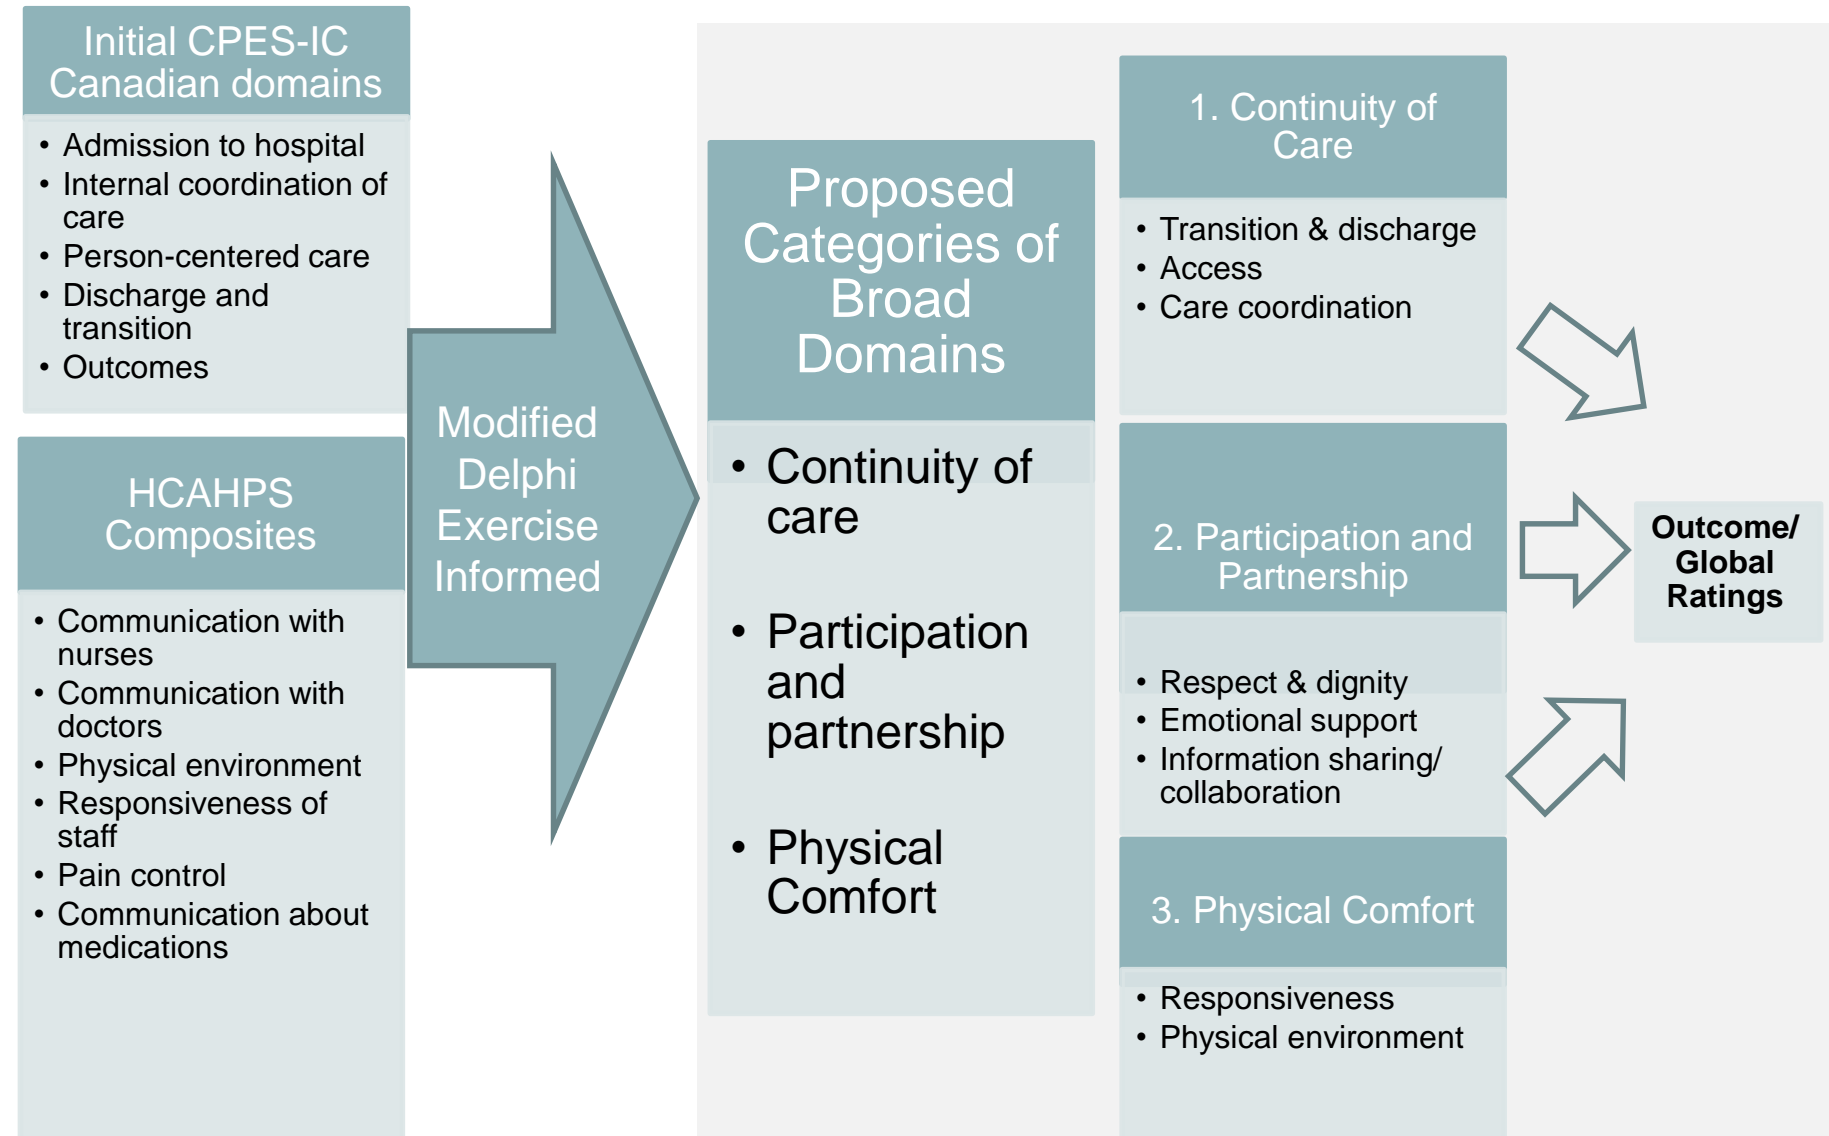 Initial CPES-IC
Canadian domains
• Admission to hospital
• Internal coordination of
care
• Person-centered care
• Discharge and
transition
• Outcomes
HCAHPS
Composites
• Communication with
nurses
• Communication with
doctors
• Physical environment
• Responsiveness of
staff
• Pain control
• Communication about
medications
Modified
Delphi
Exercise
Informed
Proposed
Categories of
Broad
Domains
• Continuity of
care
• Participation
and
partnership
• Physical
Comfort
1. Continuity of
Care
• Transition & discharge
• Access
• Care coordination
2. Participation and
Partnership
• Respect & dignity
• Emotional support
• Information sharing/
collaboration
3. Physical Comfort
• Responsiveness
• Physical environment
Outcome/
Global
Ratings